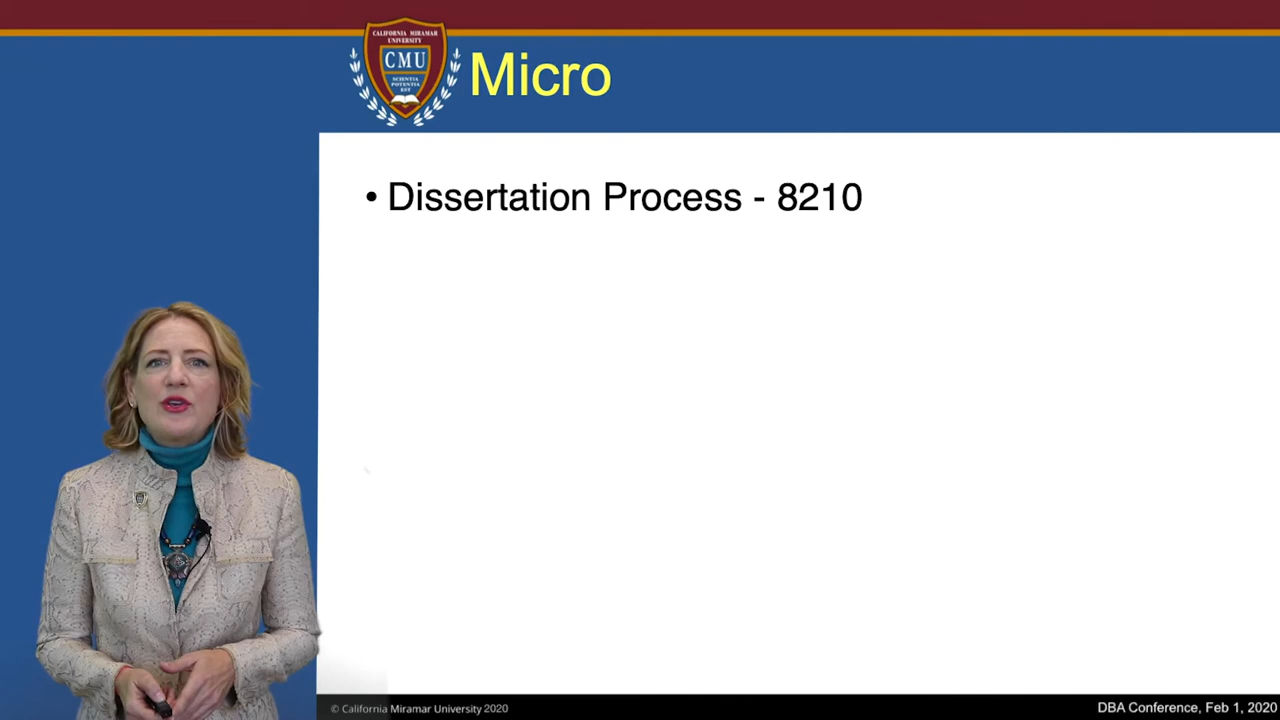 CALIFORNIA MIRAMAR
UNIVERSITY
CMU
SCIENTIA
POTENTIA
EST
Micro
• Dissertation Process - 8210
© California Miramar University 2020
DBA Conference, Feb 1, 2020